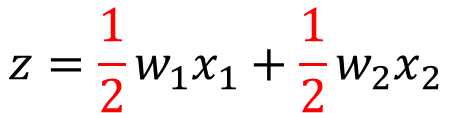 z = 1/2 w₁x₁ + 1/2 w₂x₂